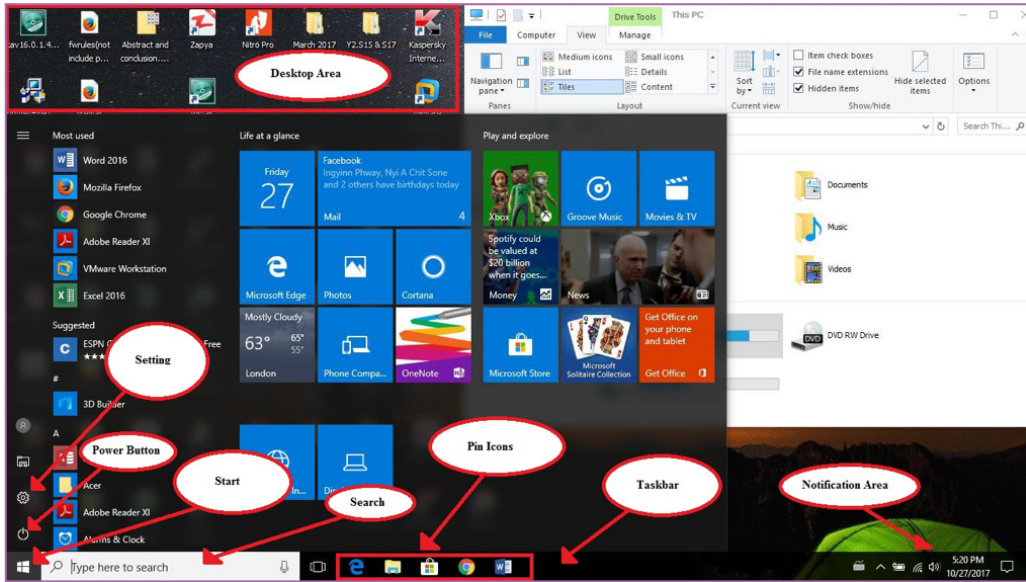 av16.0.1.4...
fwrules(not include p...
Abstract and conclusion....
Zapya
Nitro Pro
March 2017
Y2.S15 & S17
Kaspersky Interne...
Desktop Area
Drive Tools
This PC
File
Computer
View
Manage
Navigation pane
Panes
Medium icons
Small icons
List
Details
Tiles
Content
Layout
Sort by
Current view
Item check boxes
File name extensions
Hidden items
Hide selected items
Show/hide
Options
Search Thi...
Documents
Music
Videos
DVD RW Drive
DVD
Most used
Word 2016
Mozilla Firefox
Google Chrome
Adobe Reader XI
VMware Workstation
Excel 2016
Suggested
ESPN
Free
#
3D Builder
A
Acer
Adobe Reader XI
Alarms & Clock
Life at a glance
Friday
27
Facebook
Ingyinn Phway, Nyi A Chit Sone
and 2 others have birthdays today
Mail
4
Microsoft Edge
Photos
Cortana
Mostly Cloudy
63°
65°
55°
London
Phone Compa...
OneNote
Play and explore
Xbox
Groove Music
Movies & TV
Spotify could
be valued at
$20 billion
when it goes...
Money
News
Microsoft Store
Microsoft
Solitaire Collection
Get Office on
your phone
and tablet
Get Office
Setting
Power Button
Start
Search
Pin Icons
Taskbar
Notification Area
Type here to search
5:20 PM
10/27/2017